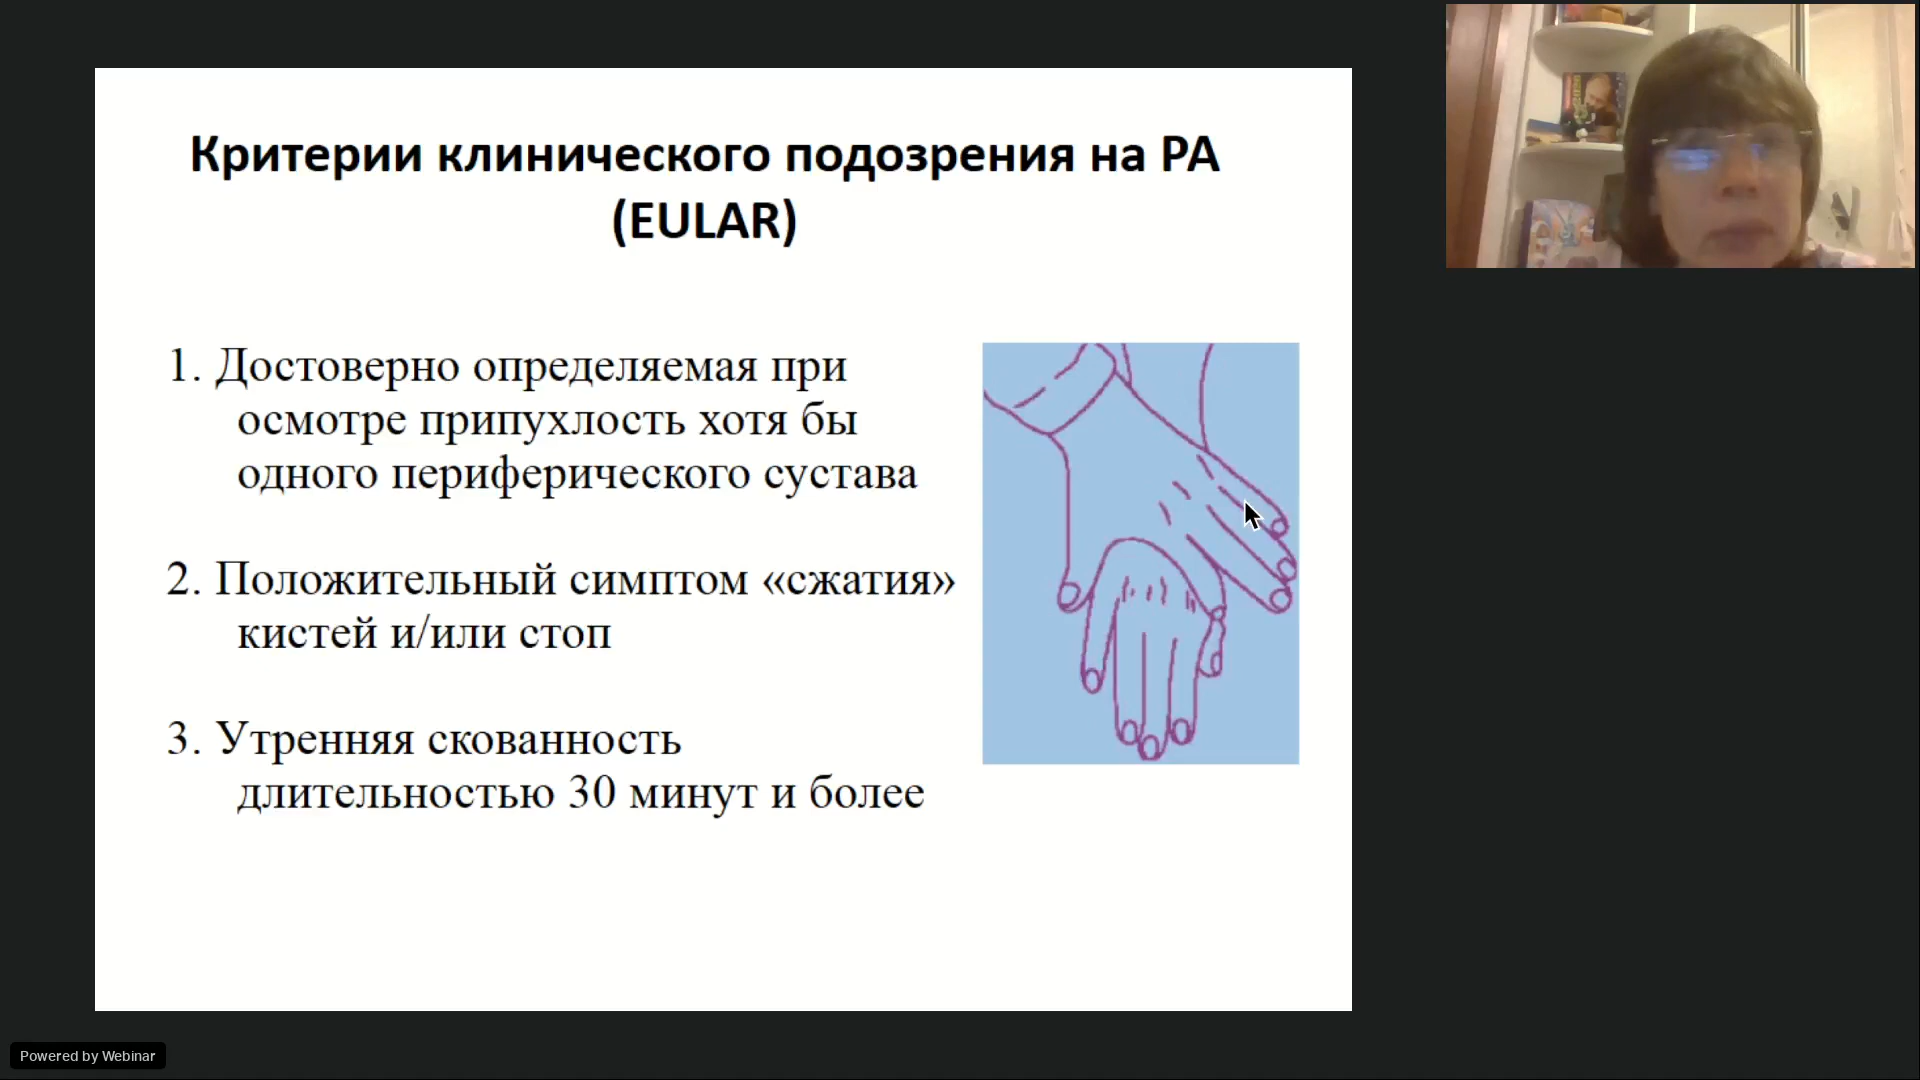 Критерии клинического подозрения на РА
(EULAR)
1. Достоверно определяемая при
осмотре припухлость хотя бы
одного периферического сустава
2. Положительный симптом «сжатия»
кистей и/или стоп
3. Утренняя скованность
длительностью 30 минут и более
Powered by Webinar